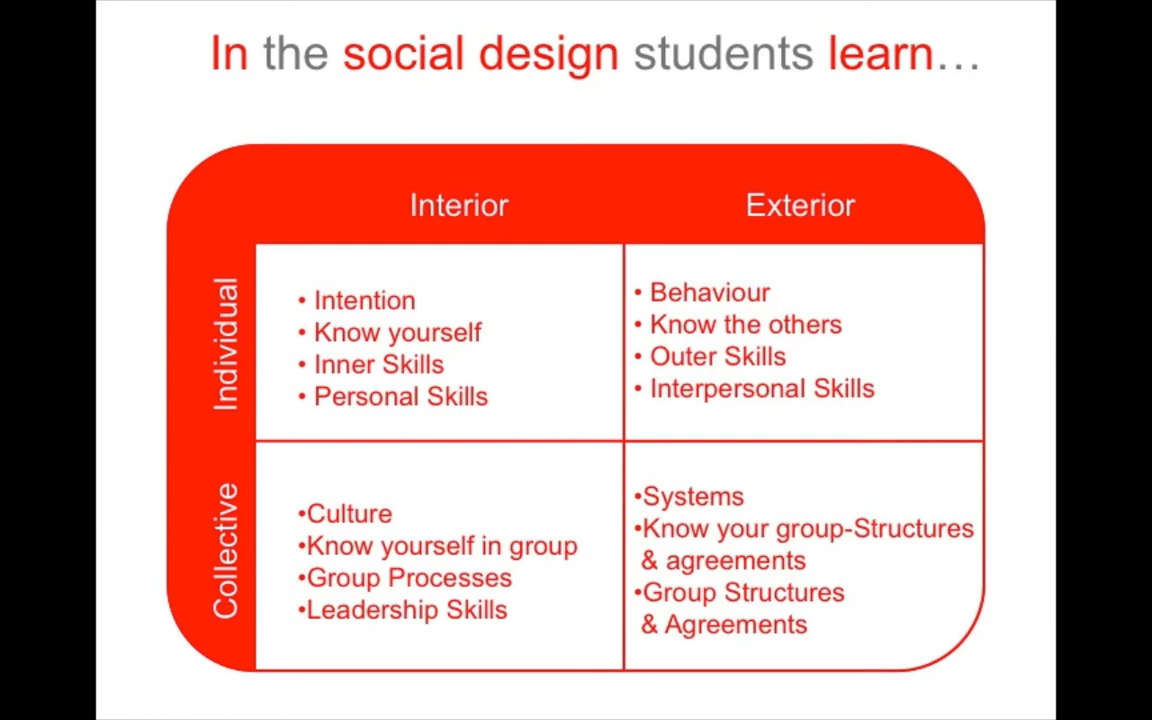 In the social design students learn…
Interior
Exterior
Individual
• Intention
• Know yourself
• Inner Skills
• Personal Skills
• Behaviour
• Know the others
• Outer Skills
• Interpersonal Skills
Collective
•Culture
•Know yourself in group
•Group Processes
•Leadership Skills
•Systems
•Know your group-Structures
& agreements
•Group Structures
& Agreements